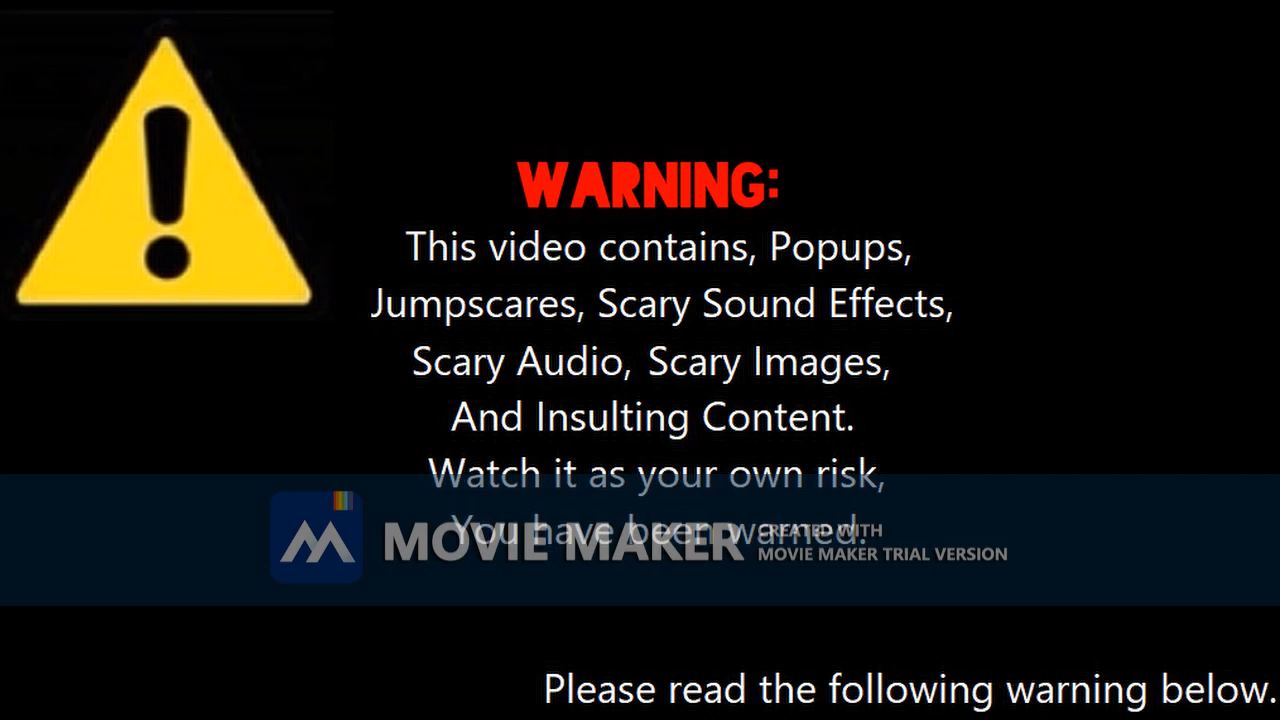 WARNING:
This video contains, Popups,
Jumpscares, Scary Sound Effects,
Scary Audio, Scary Images,
And Insulting Content.
Watch it as your own risk,
You have been warned.
MOVIE MAKER
CREATED WITH
MOVIE MAKER TRIAL VERSION
Please read the following warning below.